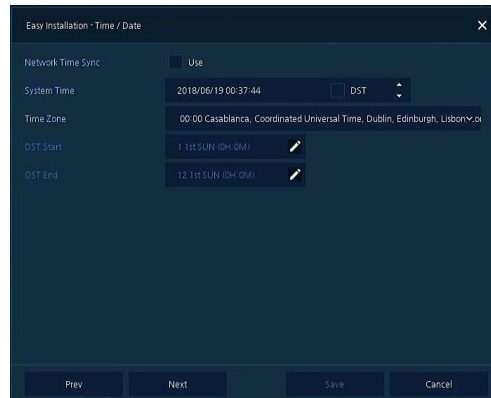 Easy Installation - Time / Date
Network Time Sync Use
System Time 2018/06/19 00:37:44 DST
Time Zone 00:00 Casablanca, Coordinated Universal Time, Dublin, Edinburgh, Lisbon,
DST Start 1 1st SUN (0H 0M)
DST End 12 1st SUN (0H 0M)
Prev Next Save Cancel